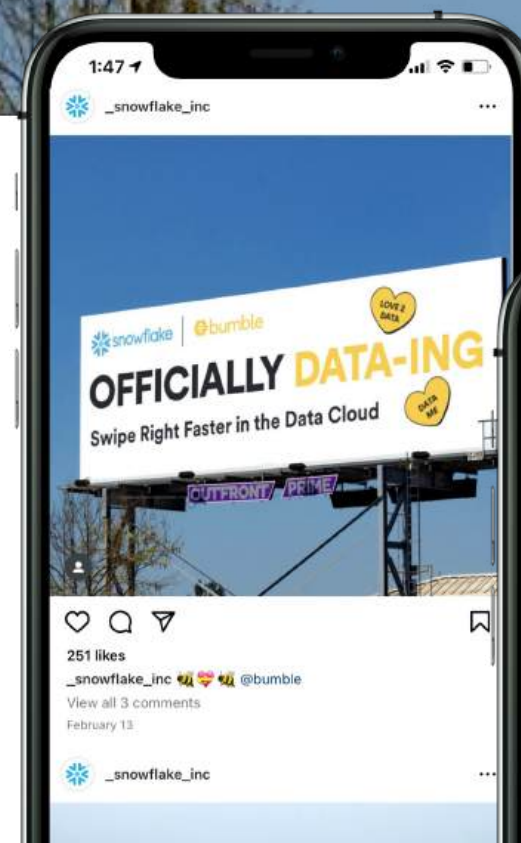 1:47
_snowflake_inc
snowflake | bumble
LOVE 2
DATA
OFFICIALLY DATA-ING
DATA
ME
Swipe Right Faster in the Data Cloud
OUTFRONT/ PRIME/
251 likes
_snowflake_inc 🐝💝🐝 @bumble
View all 3 comments
February 13
_snowflake_inc